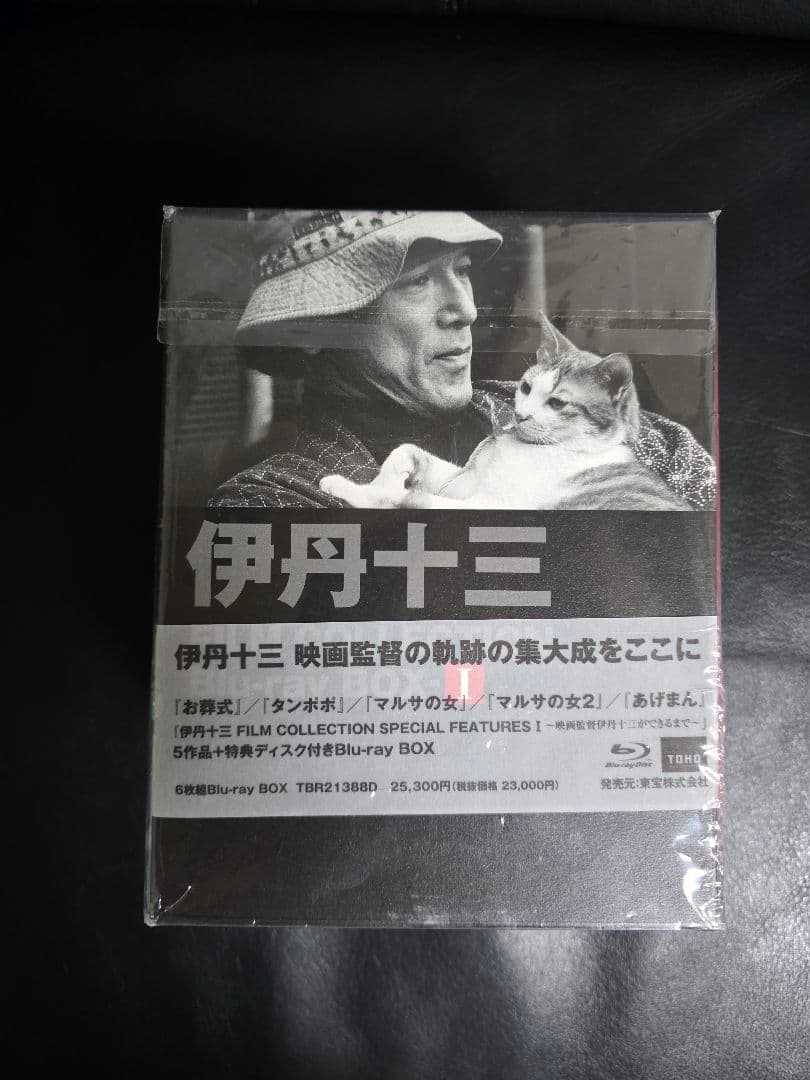 伊丹十三
FILM COLLECTION
Blu-ray BOX I
伊丹十三 映画監督の軌跡の集大成をここに
『お葬式』／『タンポポ』／『マルサの女』／『マルサの女2』／『あげまん』
『伊丹十三 FILM COLLECTION SPECIAL FEATURES I ～映画監督伊丹十三ができるまで～』
5作品+特典ディスク付きBlu-ray BOX
Blu-ray Disc
TOHO
6枚組Blu-ray BOX TBR21388D 25,300円(税抜価格 23,000円) 発売元:東宝株式会社